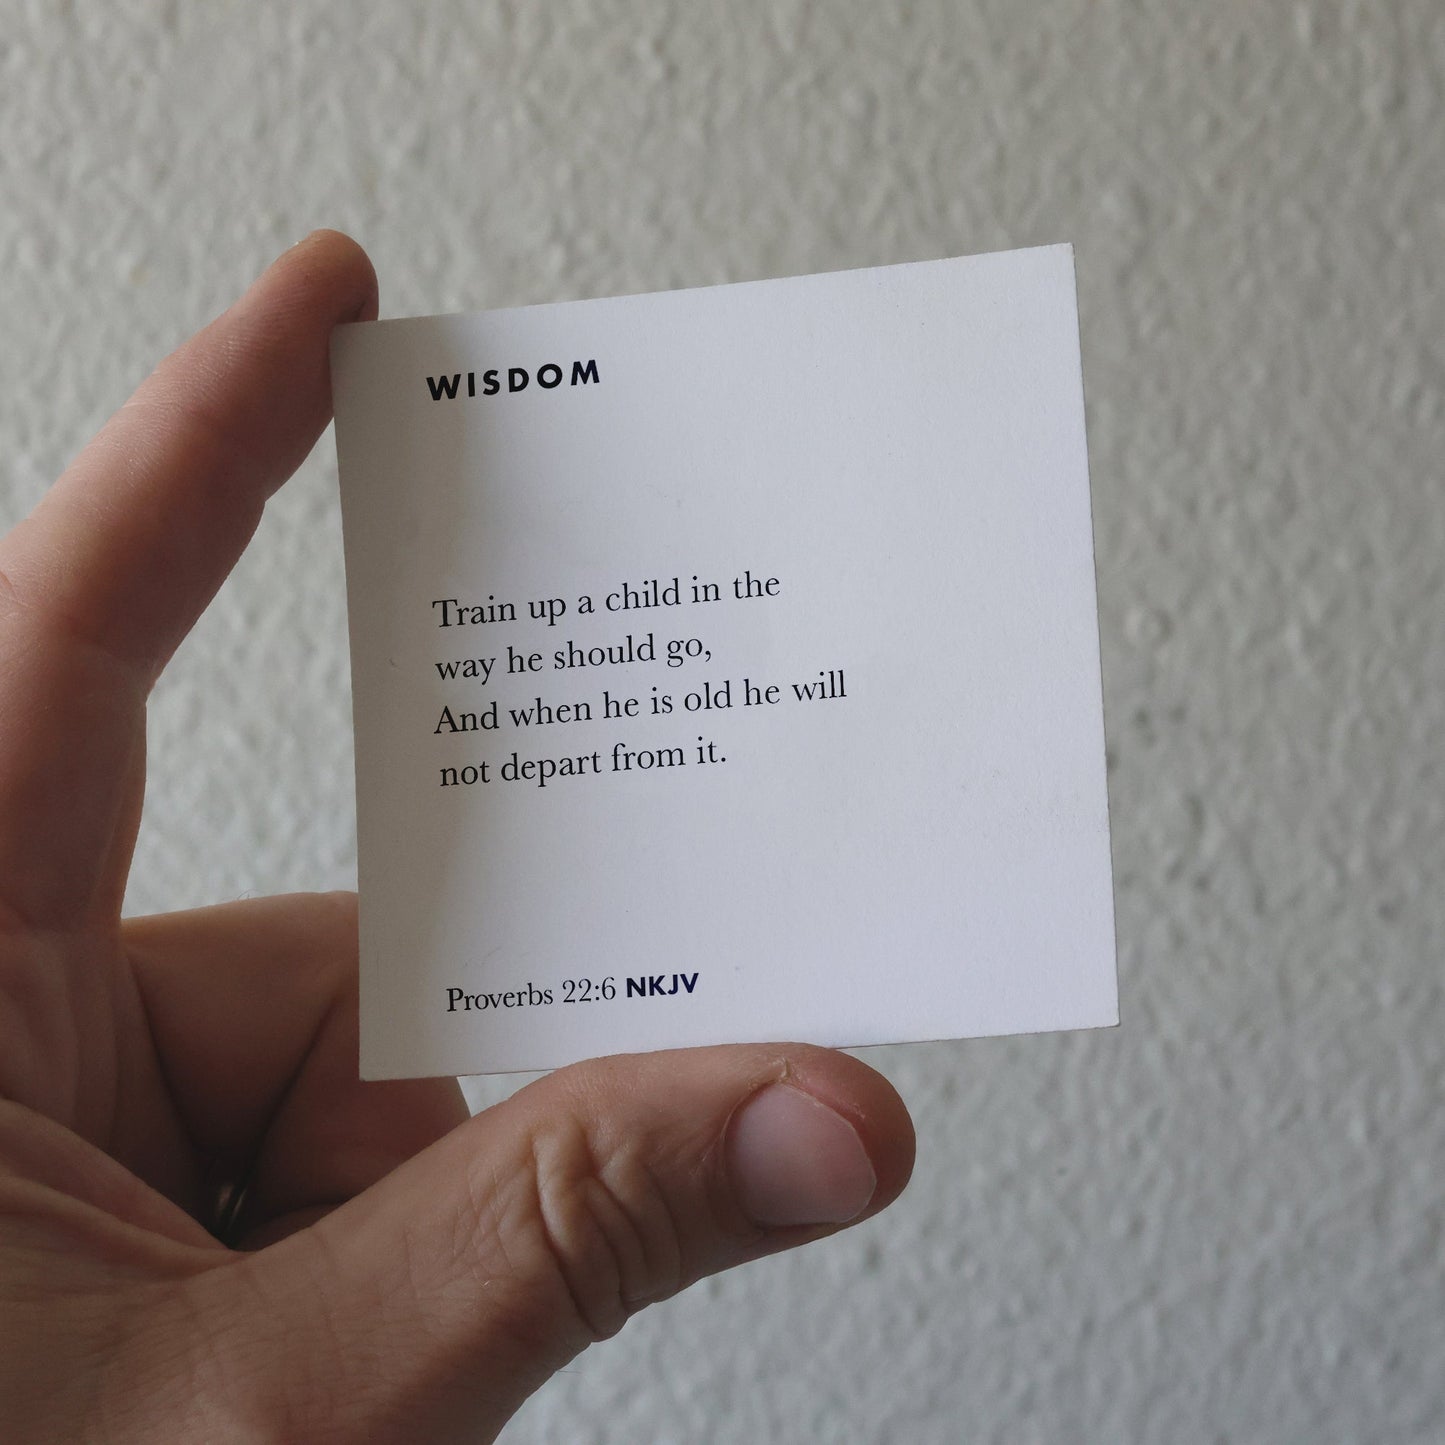 WISDOM
Train up a child in the
way he should go,
And when he is old he will
not depart from it.
Proverbs 22:6 NKJV